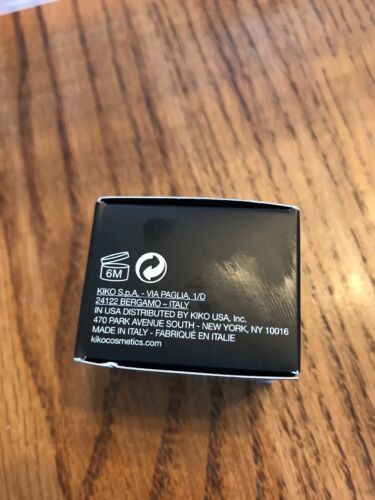 6M
KIKO S.p.A. - VIA PAGLIA, 1/D
24122 BERGAMO – ITALY
IN USA DISTRIBUTED BY KIKO USA, Inc.
470 PARK AVENUE SOUTH - NEW YORK, NY 10016
MADE IN ITALY - FABRIQUÉ EN ITALIE
kikocosmetics.com